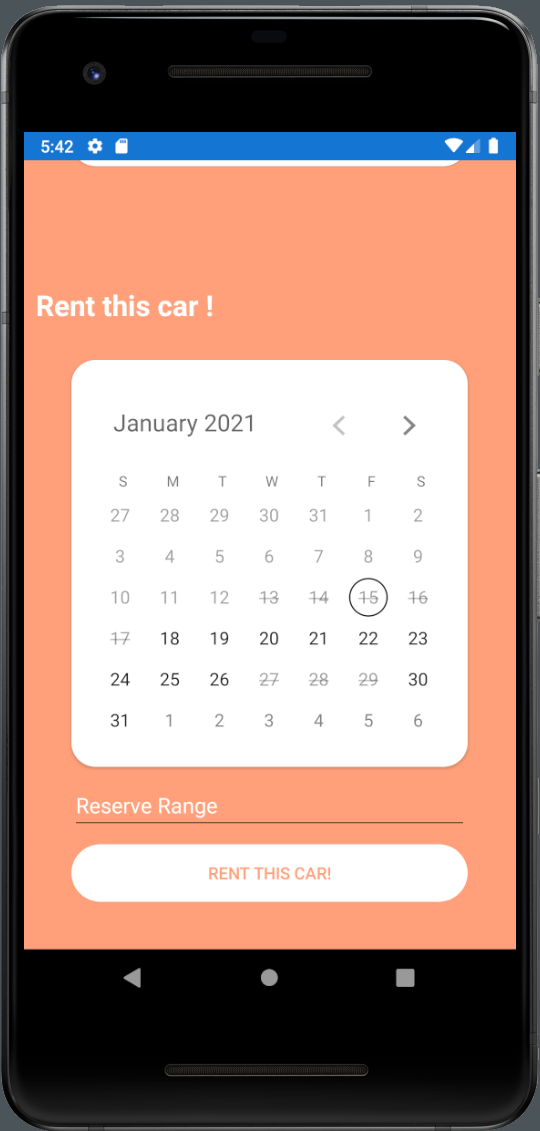 5:42
Rent this car !
January 2021
S M T W T F S
27 28 29 30 31 1 2
3 4 5 6 7 8 9
10 11 12 13 14 15 16
17 18 19 20 21 22 23
24 25 26 27 28 29 30
31 1 2 3 4 5 6
Reserve Range
RENT THIS CAR!